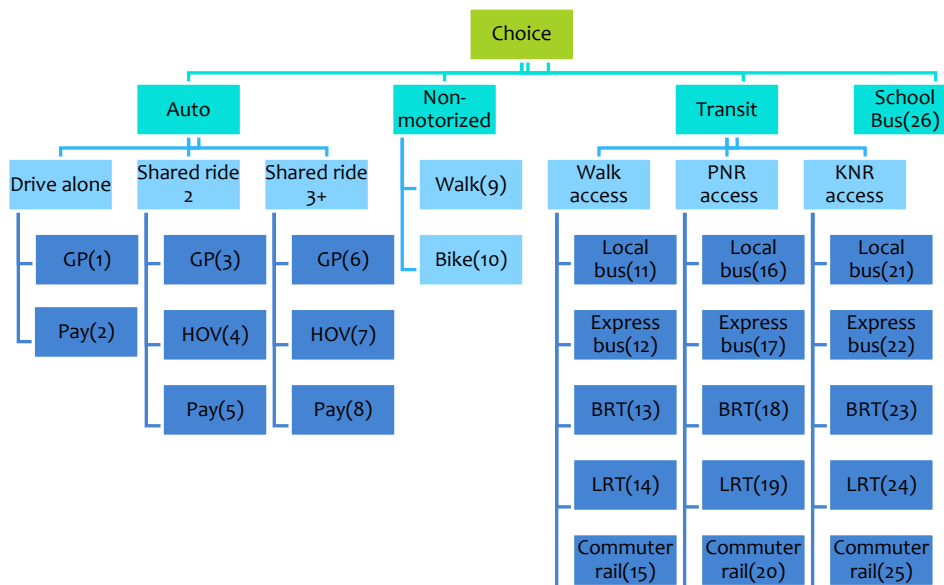 Choice
Auto
Non-
motorized
Transit
School
Bus(26)
Drive alone
Shared ride
2
Shared ride
3+
Walk(9)
Bike(10)
Walk
access
PNR
access
KNR
access
GP(1)
Pay(2)
GP(3)
HOV(4)
Pay(5)
GP(6)
HOV(7)
Pay(8)
Local
bus(11)
Express
bus(12)
BRT(13)
LRT(14)
Commuter
rail(15)
Local
bus(16)
Express
bus(17)
BRT(18)
LRT(19)
Commuter
rail(20)
Local
bus(21)
Express
bus(22)
BRT(23)
LRT(24)
Commuter
rail(25)